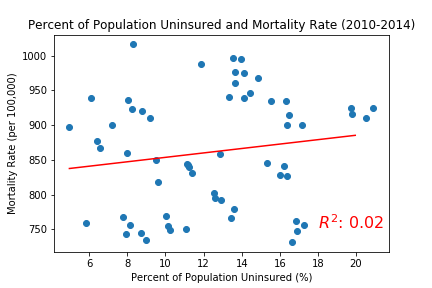 Percent of Population Uninsured and Mortality Rate (2010-2014)
Mortality Rate (per 100,000)
1000
950
900
850
800
750
R²: 0.02
6 8 10 12 14 16 18 20
Percent of Population Uninsured (%)